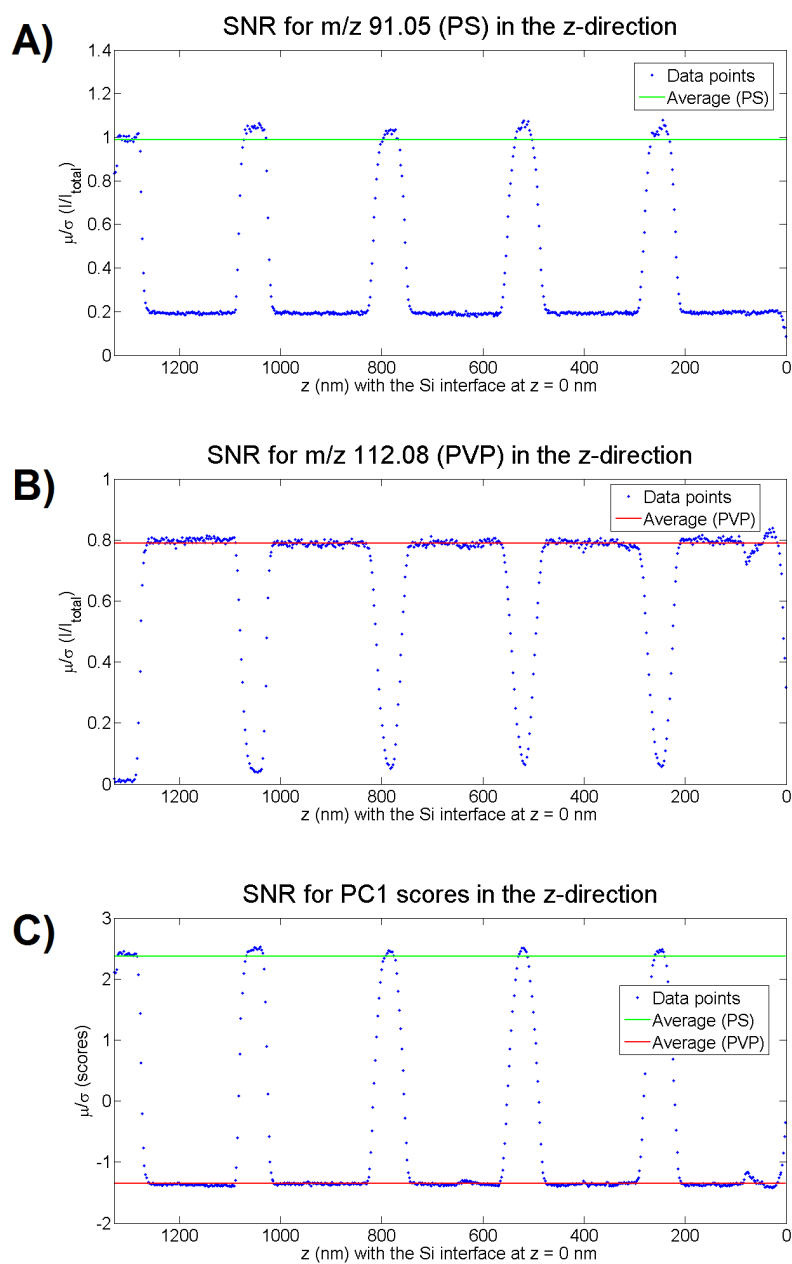 A)
SNR for m/z 91.05 (PS) in the z-direction
1.4
1.2
1
0.8
0.6
0.4
0.2
0
μ/σ (I/I_total)
Data points
Average (PS)
1200 1000 800 600 400 200 0
z (nm) with the Si interface at z = 0 nm
B)
SNR for m/z 112.08 (PVP) in the z-direction
1
0.8
0.6
0.4
0.2
0
μ/σ (I/I_total)
Data points
Average (PVP)
1200 1000 800 600 400 200 0
z (nm) with the Si interface at z = 0 nm
C)
SNR for PC1 scores in the z-direction
3
2
1
0
-1
-2
μ/σ (scores)
Data points
Average (PS)
Average (PVP)
1200 1000 800 600 400 200 0
z (nm) with the Si interface at z = 0 nm